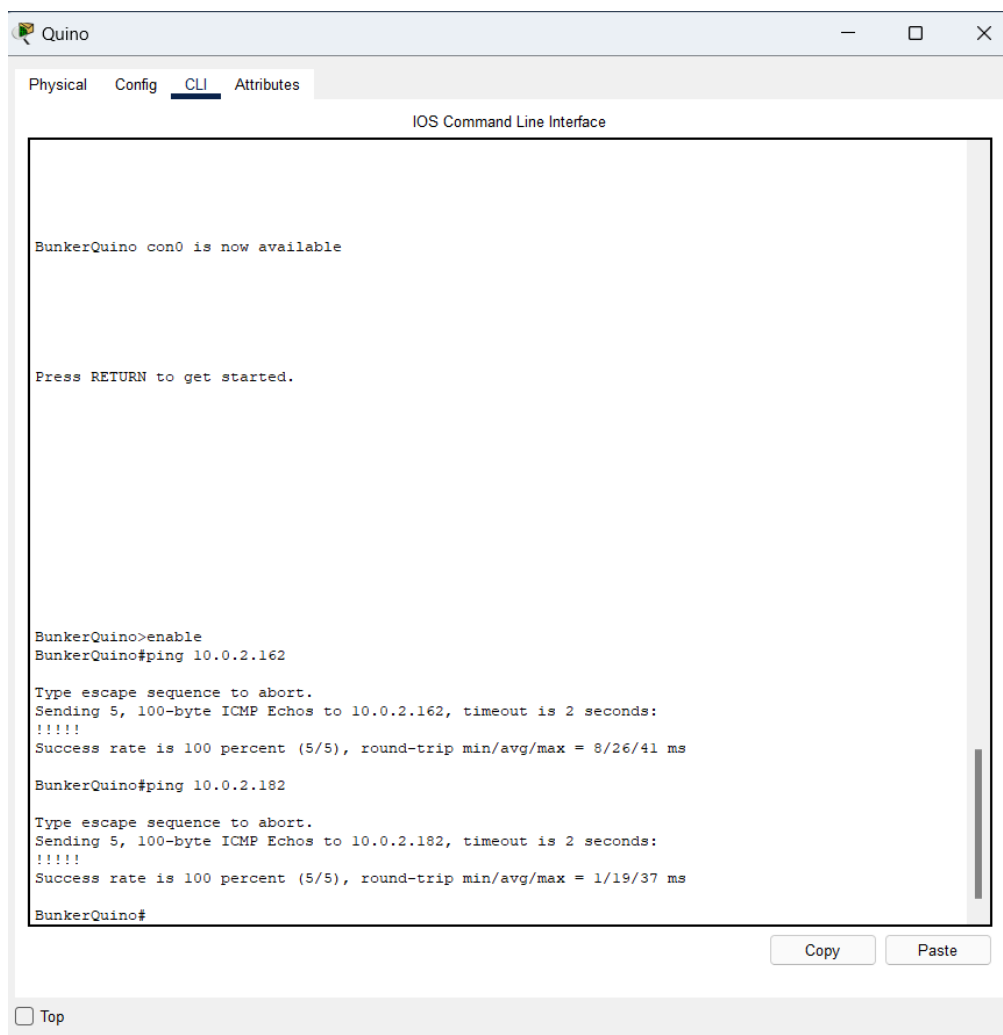 Quino
Physical Config CLI Attributes
IOS Command Line Interface
BunkerQuino con0 is now available
Press RETURN to get started.
BunkerQuino>enable
BunkerQuino#ping 10.0.2.162
Type escape sequence to abort.
Sending 5, 100-byte ICMP Echos to 10.0.2.162, timeout is 2 seconds:
!!!!!
Success rate is 100 percent (5/5), round-trip min/avg/max = 8/26/41 ms
BunkerQuino#ping 10.0.2.182
Type escape sequence to abort.
Sending 5, 100-byte ICMP Echos to 10.0.2.182, timeout is 2 seconds:
!!!!!
Success rate is 100 percent (5/5), round-trip min/avg/max = 1/19/37 ms
BunkerQuino#
Copy Paste
Top